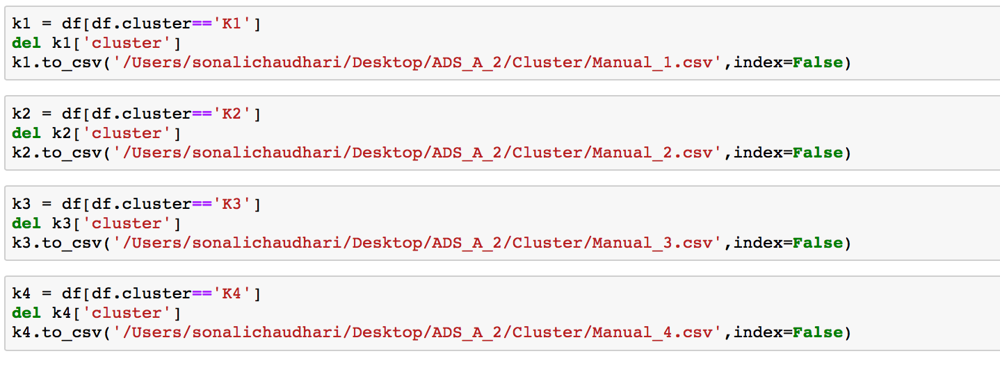 k1 = df[df.cluster=='K1']
del k1['cluster']
k1.to_csv('/Users/sonalichaudhari/Desktop/ADS_A_2/Cluster/Manual_1.csv',index=False)
k2 = df[df.cluster=='K2']
del k2['cluster']
k2.to_csv('/Users/sonalichaudhari/Desktop/ADS_A_2/Cluster/Manual_2.csv',index=False)
k3 = df[df.cluster=='K3']
del k3['cluster']
k3.to_csv('/Users/sonalichaudhari/Desktop/ADS_A_2/Cluster/Manual_3.csv',index=False)
k4 = df[df.cluster=='K4']
del k4['cluster']
k4.to_csv('/Users/sonalichaudhari/Desktop/ADS_A_2/Cluster/Manual_4.csv',index=False)